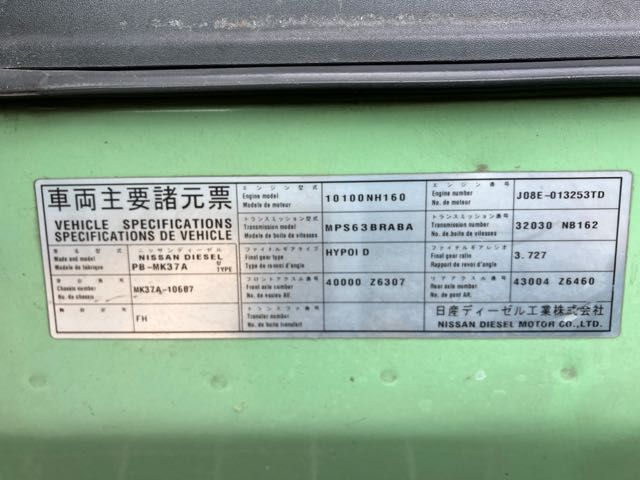 車両主要諸元票
VEHICLE SPECIFICATIONS
SPECIFICATIONS DE VEHICLE
車名型式
Made and model
Modele de fabrique
ニッサンディーゼル
NISSAN DIESEL
PB-MK37A 型 TYPE
Chassis number
No. de chassis
MK37A-10607
FH
エンジン型式
Engine model
Modele de moteur
10100NH160
エンジン番号
Engine number
No. de moteur
J08E-013253TD
トランスミッション型式
Transmission model
Modele de boite de vitesses
MPS63BRABA
トランスミッション番号
Transmission number
No. de boite de vitesses
32030 NB162
ファイナルギアタイプ
Final gear type
Type de renvoi d'angle
HYPOI D
ファイナルギアレシオ
Final gear ratio
Rapport de renvoi d'angle
3.727
フロントアクスル番号
Front axle number
No. de essieu AV.
40000 Z6307
リヤアクスル番号
Rear axle number
No. de pont AR.
43004 Z6460
トランスファ番号
Transfer number
No. de boite transfert
日産ディーゼル工業株式会社
NISSAN DIESEL MOTOR CO.,LTD.